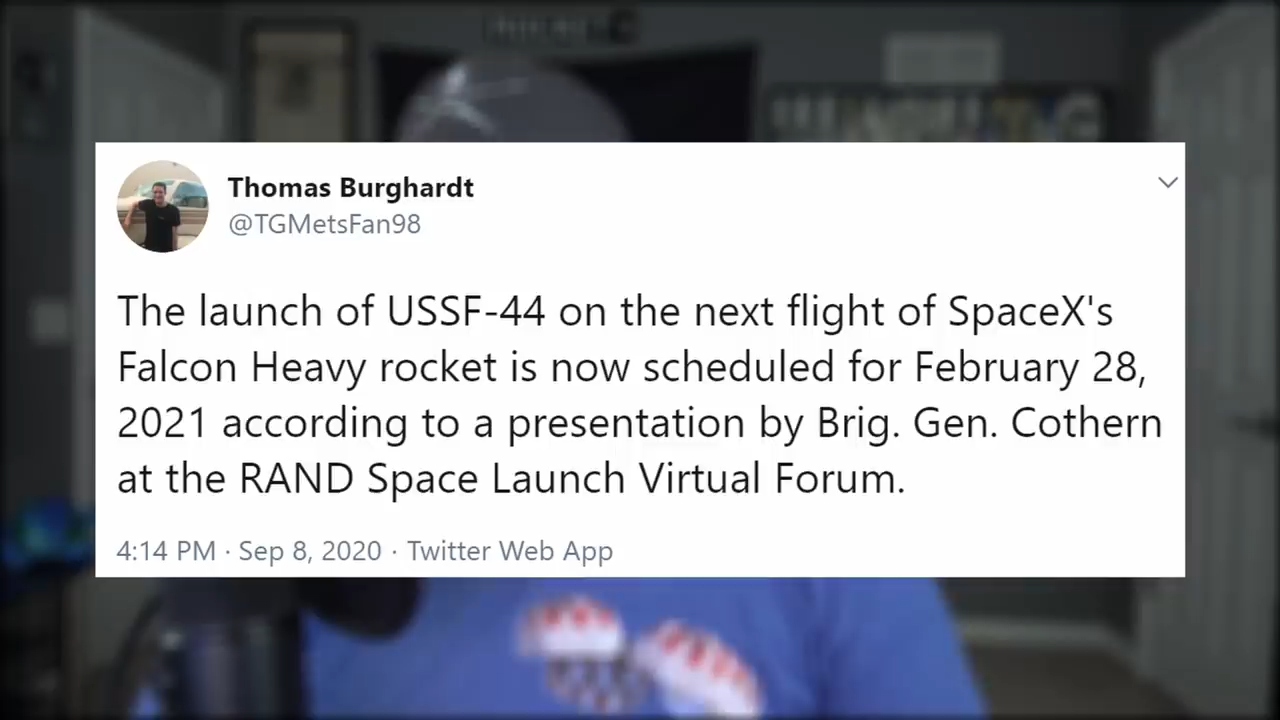 Thomas Burghardt
@TGMetsFan98
The launch of USSF-44 on the next flight of SpaceX's
Falcon Heavy rocket is now scheduled for February 28,
2021 according to a presentation by Brig. Gen. Cothern
at the RAND Space Launch Virtual Forum.
4:14 PM · Sep 8, 2020 · Twitter Web App